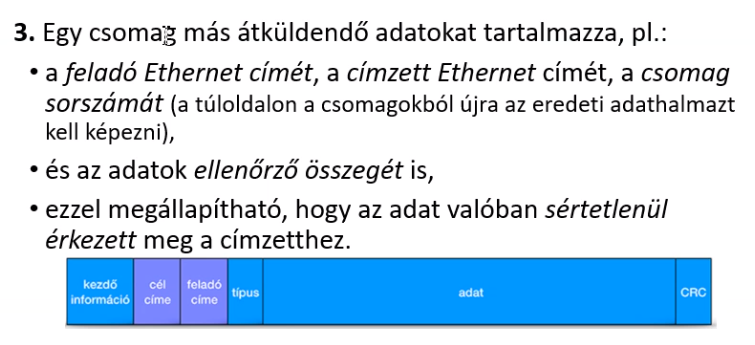 3. Egy csomag más átküldendő adatokat tartalmazza, pl.:
• a feladó Ethernet címét, a címzett Ethernet címét, a csomag
sorszámát (a túloldalon a csomagokból újra az eredeti adathalmazt
kell képezni),
• és az adatok ellenőrző összegét is,
• ezzel megállapítható, hogy az adat valóban sértetlenül
érkezett meg a címzetthez.
kezdő információ cél címe feladó címe típus adat CRC